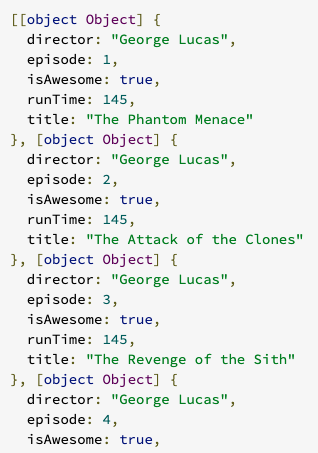 [[object Object] {
  director: "George Lucas",
  episode: 1,
  isAwesome: true,
  runTime: 145,
  title: "The Phantom Menace"
}, [object Object] {
  director: "George Lucas",
  episode: 2,
  isAwesome: true,
  runTime: 145,
  title: "The Attack of the Clones"
}, [object Object] {
  director: "George Lucas",
  episode: 3,
  isAwesome: true,
  runTime: 145,
  title: "The Revenge of the Sith"
}, [object Object] {
  director: "George Lucas",
  episode: 4,
  isAwesome: true,